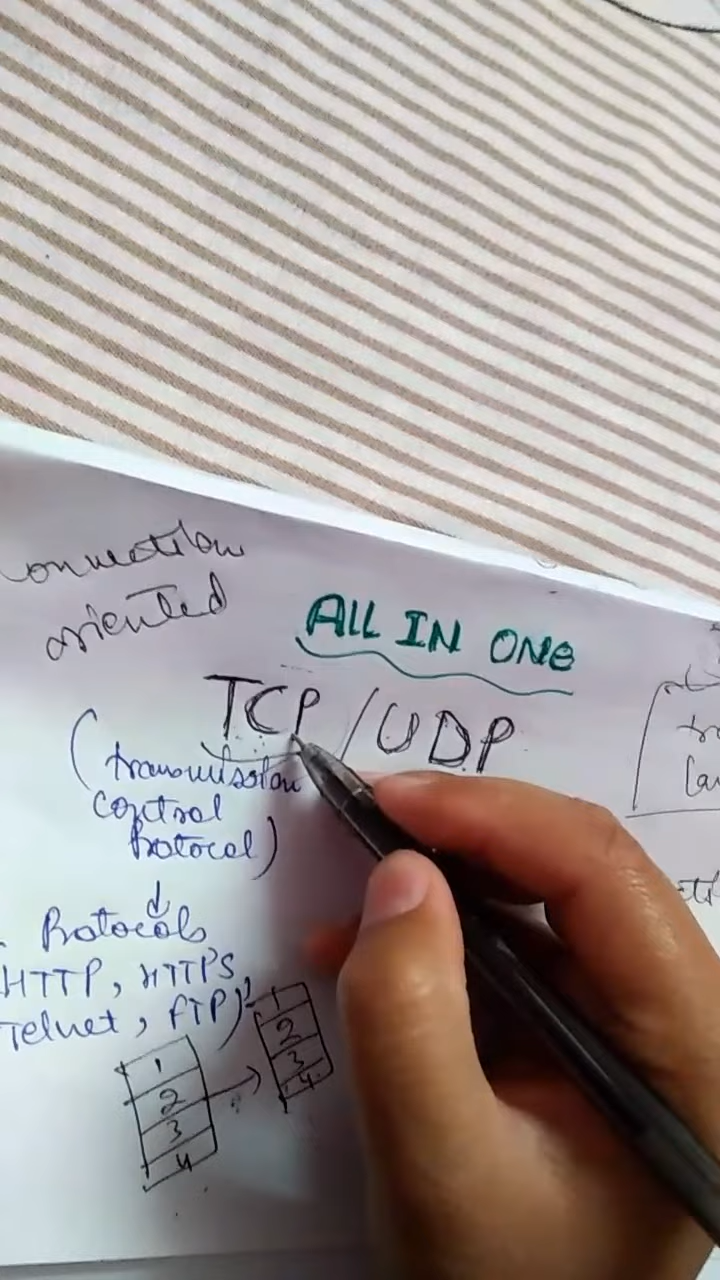 Connection
oriented
ALL IN ONE
TCP / UDP
(transmission
control
Protocol)
Protocols
HTTP, HTTPS
Telnet, FTP)
1
2
3
4
1
2
3
4